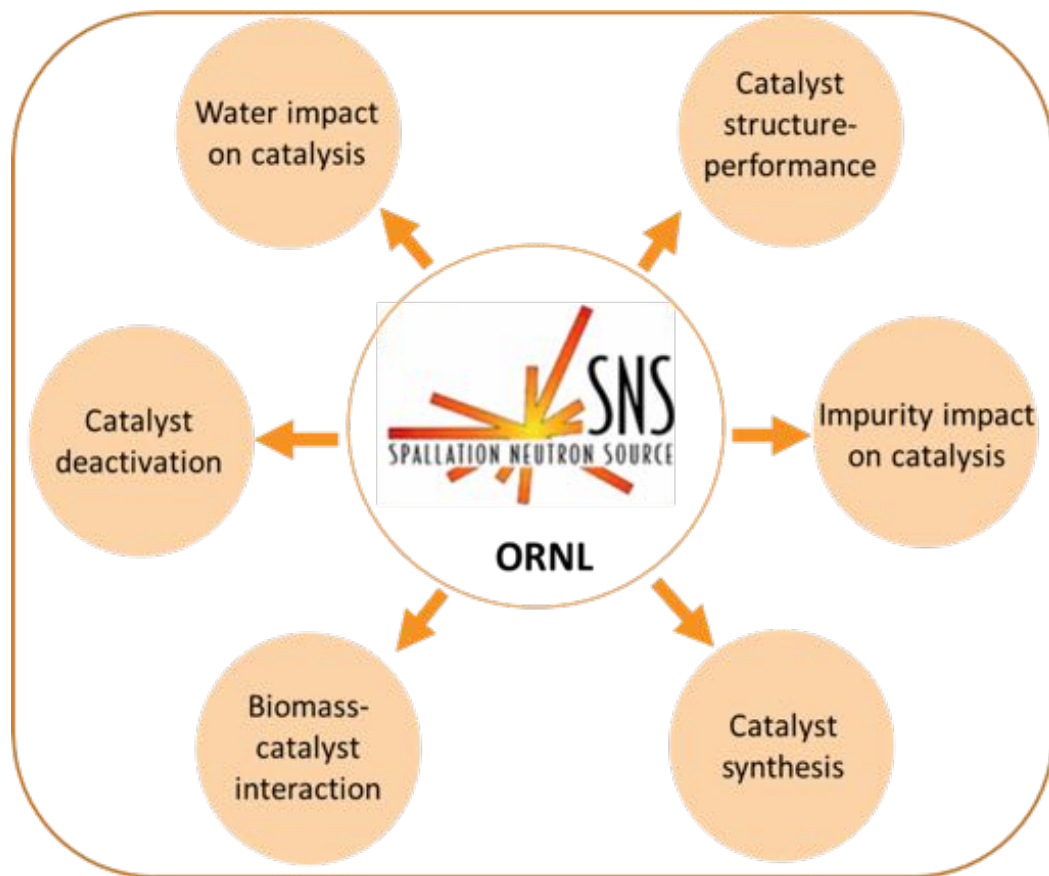 Water impact
on catalysis
Catalyst
structure-
performance
Catalyst
deactivation
SNS
SPALLATION NEUTRON SOURCE
ORNL
Impurity impact
on catalysis
Biomass-
catalyst
interaction
Catalyst
synthesis